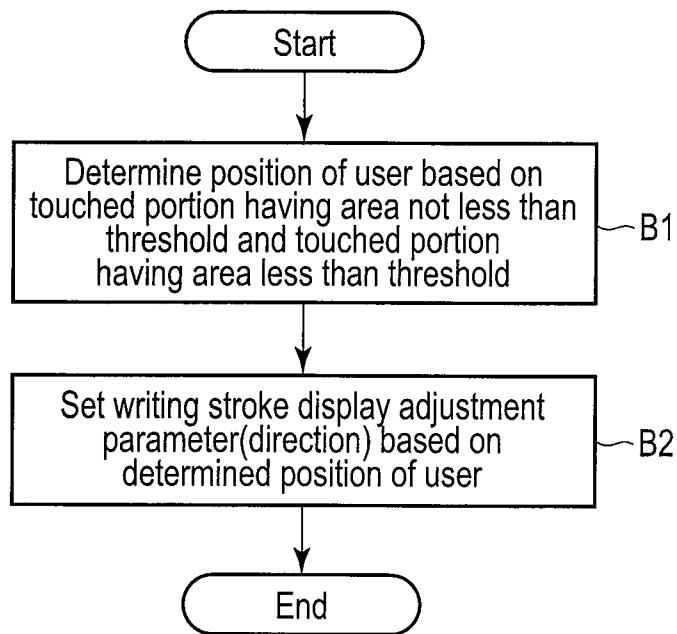 Start
Determine position of user based on
touched portion having area not less than
threshold and touched portion
having area less than threshold
B1
Set writing stroke display adjustment
parameter(direction) based on
determined position of user
B2
End